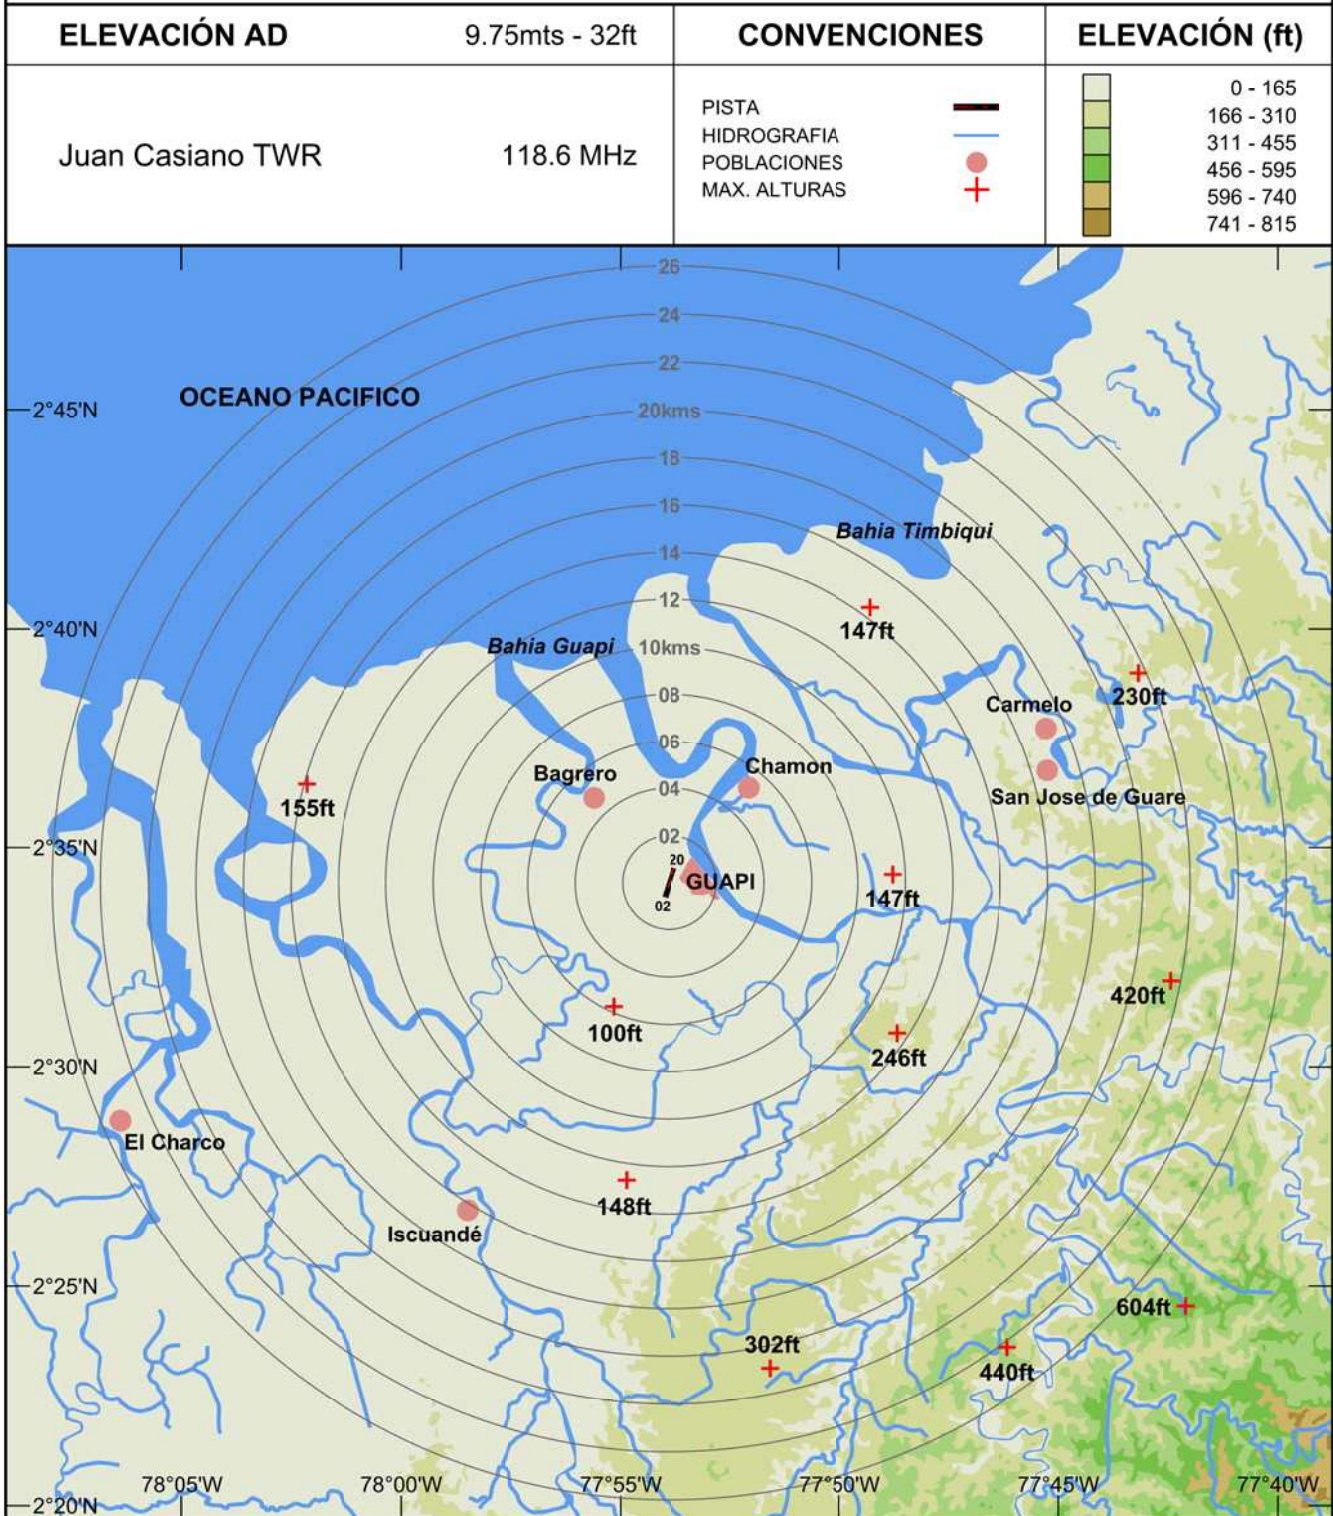 ELEVACIÓN AD 9.75mts - 32ft
CONVENCIONES
ELEVACIÓN (ft)
Juan Casiano TWR 118.6 MHz
PISTA
HIDROGRAFIA
POBLACIONES
MAX. ALTURAS
0 - 165
166 - 310
311 - 455
456 - 595
596 - 740
741 - 815
26
24
22
OCEANO PACIFICO
20kms
2°45'N
18
16
Bahia Timbiqui
14
12
147ft
2°40'N
Bahia Guapi
10kms
08
230ft
Carmelo
06
Bagrero
Chamon
04
San Jose de Guare
155ft
02
2°35'N
20
GUAPI
02
147ft
420ft
100ft
246ft
2°30'N
El Charco
148ft
Iscuandé
2°25'N
604ft
302ft
440ft
78°05'W
78°00'W
77°55'W
77°50'W
77°45'W
77°40'W
2°20'N